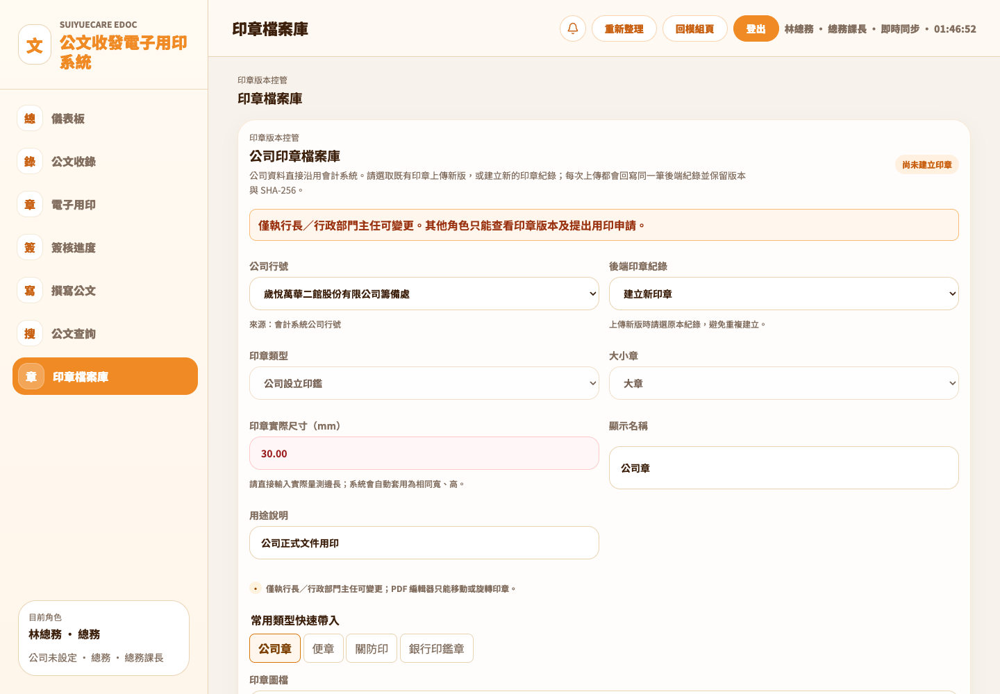 文
SUIYUECARE EDOC
公文收發電子用印
系統
總 儀表板
錄 公文收錄
章 電子用印
簽 簽核進度
寫 撰寫公文
搜 公文查詢
章 印章檔案庫
目前角色
林總務 · 總務
公司未設定 · 總務 · 總務課長
印章檔案庫
重新整理
回模組頁
登出
林總務 · 總務課長 · 即時同步 · 01:46:52
印章版本控管
印章檔案庫
印章版本控管
公司印章檔案庫
公司資料直接沿用會計系統。請選取既有印章上傳新版，或建立新的印章紀錄；每次上傳都會回寫同一筆後端紀錄並保留版本
與 SHA-256。
尚未建立印章
僅執行長／行政部門主任可變更。其他角色只能查看印章版本及提出用印申請。
公司行號
歲悅萬華二館股份有限公司籌備處
來源：會計系統公司行號
後端印章紀錄
建立新印章
上傳新版時請選原本紀錄，避免重複建立。
印章類型
公司設立印鑑
大小章
大章
印章實際尺寸（mm）
30.00
請直接輸入實際量測邊長；系統會自動套用為相同寬、高。
顯示名稱
公司章
用途說明
公司正式文件用印
• 僅執行長／行政部門主任可變更；PDF 編輯器只能移動或旋轉印章。
常用類型快速帶入
公司章
便章
關防印
銀行印鑑章
印章圖檔